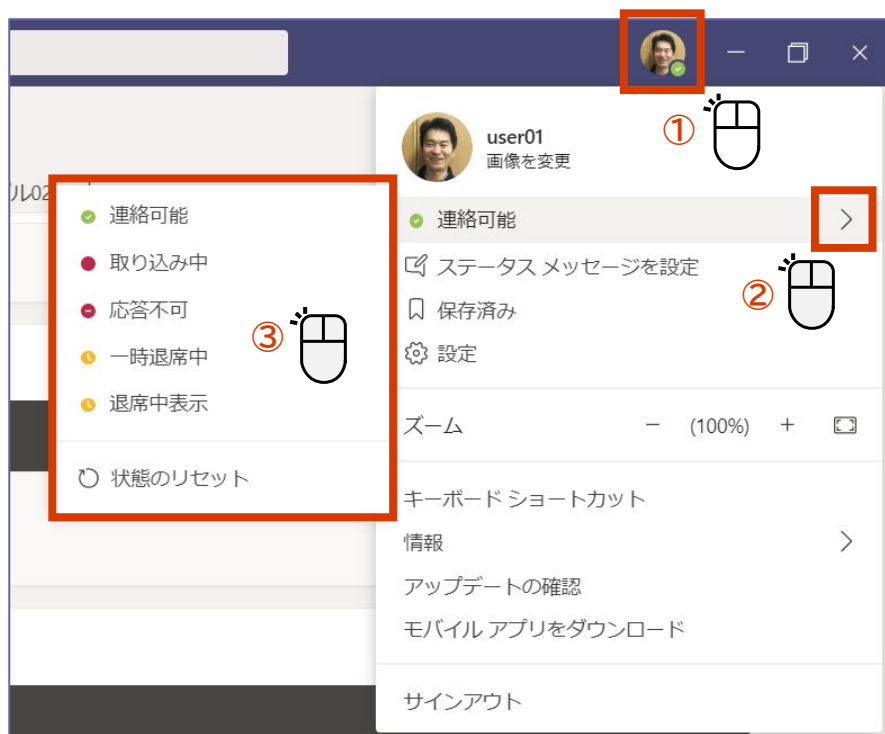 ①
user01
画像を変更
ル02
連絡可能
②
ステータス メッセージを設定
保存済み
設定
ズーム − (100%) +
キーボード ショートカット
情報
アップデートの確認
モバイル アプリをダウンロード
サインアウト
連絡可能
取り込み中
応答不可
③
一時退席中
退席中表示
状態のリセット